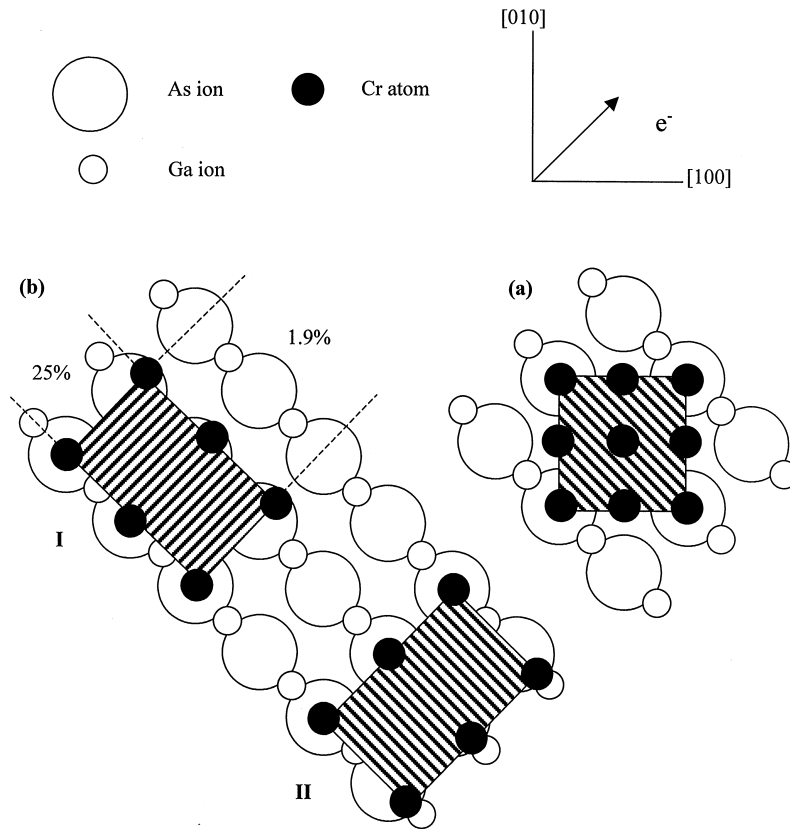 [010]
As ion
Cr atom
e-
Ga ion
[100]
(b)
(a)
1.9%
25%
I
II